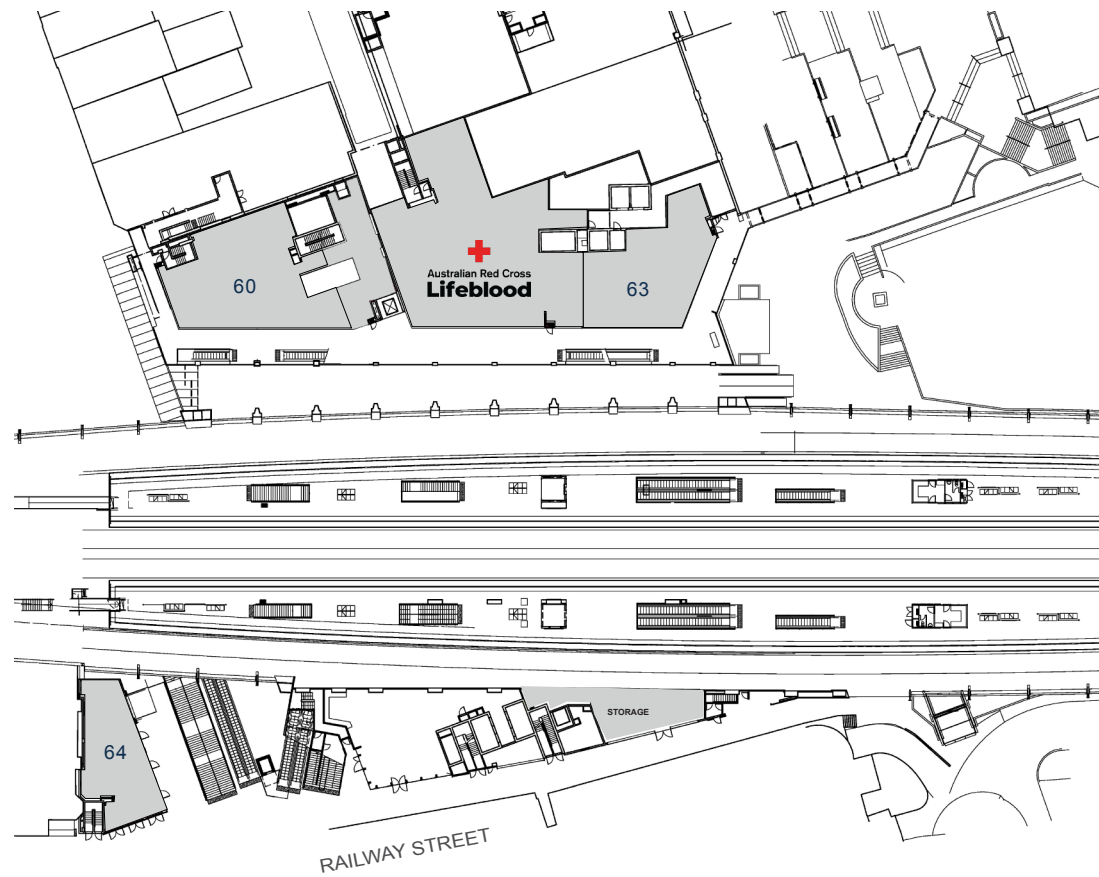 60
Australian Red Cross
Lifeblood
63
STORAGE
64
RAILWAY STREET